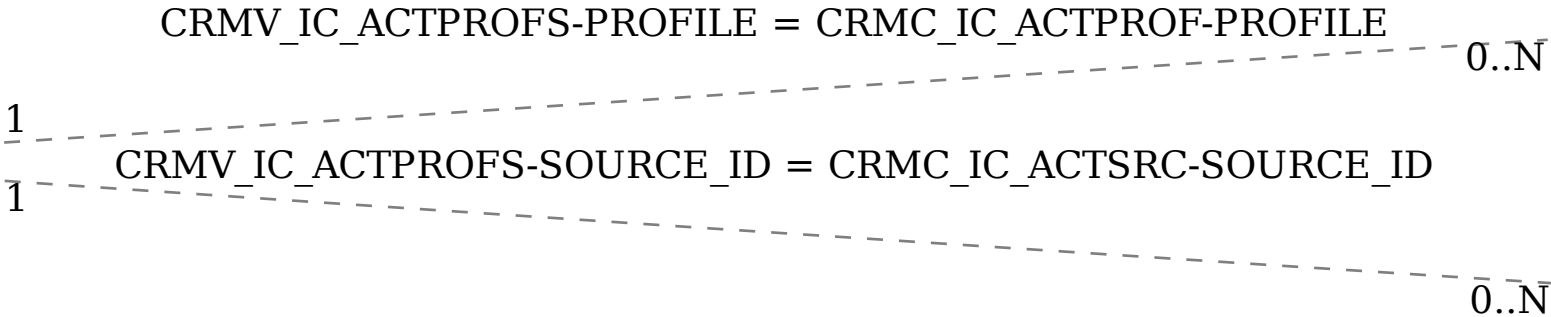 CRMV_IC_ACTPROFS-PROFILE = CRMC_IC_ACTPROF-PROFILE
0..N
1
CRMV_IC_ACTPROFS-SOURCE_ID = CRMC_IC_ACTSRC-SOURCE_ID
1
0..N